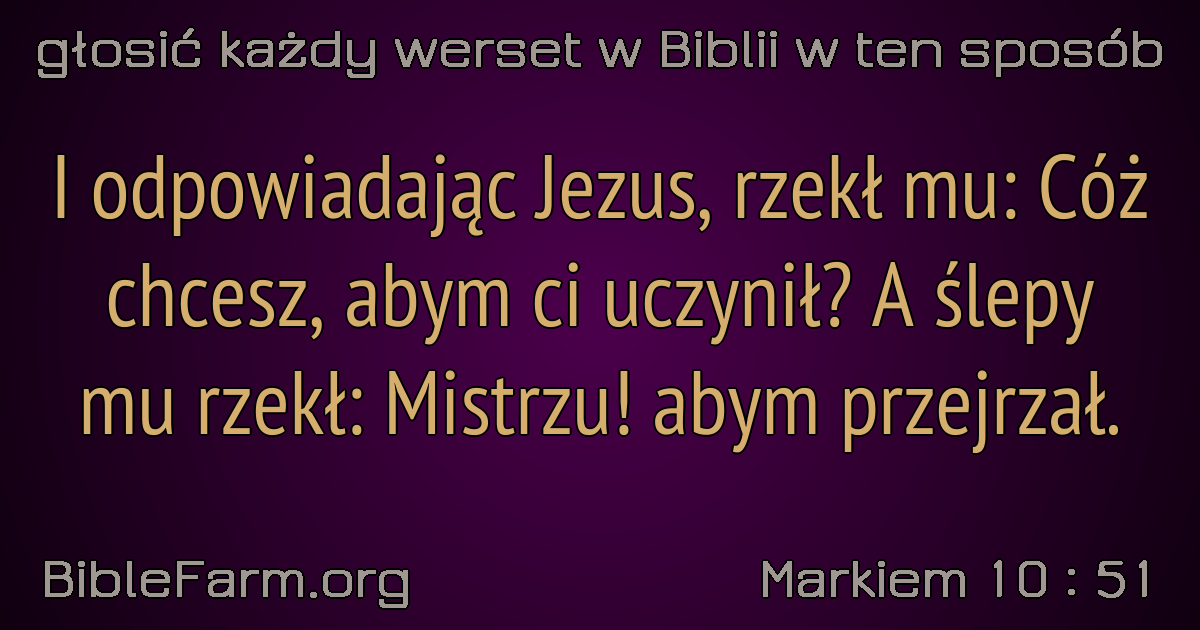 głosić każdy werset w Biblii w ten sposób
I odpowiadając Jezus, rzekł mu: Cóż
chcesz, abym ci uczynił? A ślepy
mu rzekł: Mistrzu! abym przejrzał.
BibleFarm.org
Markiem 10 : 51